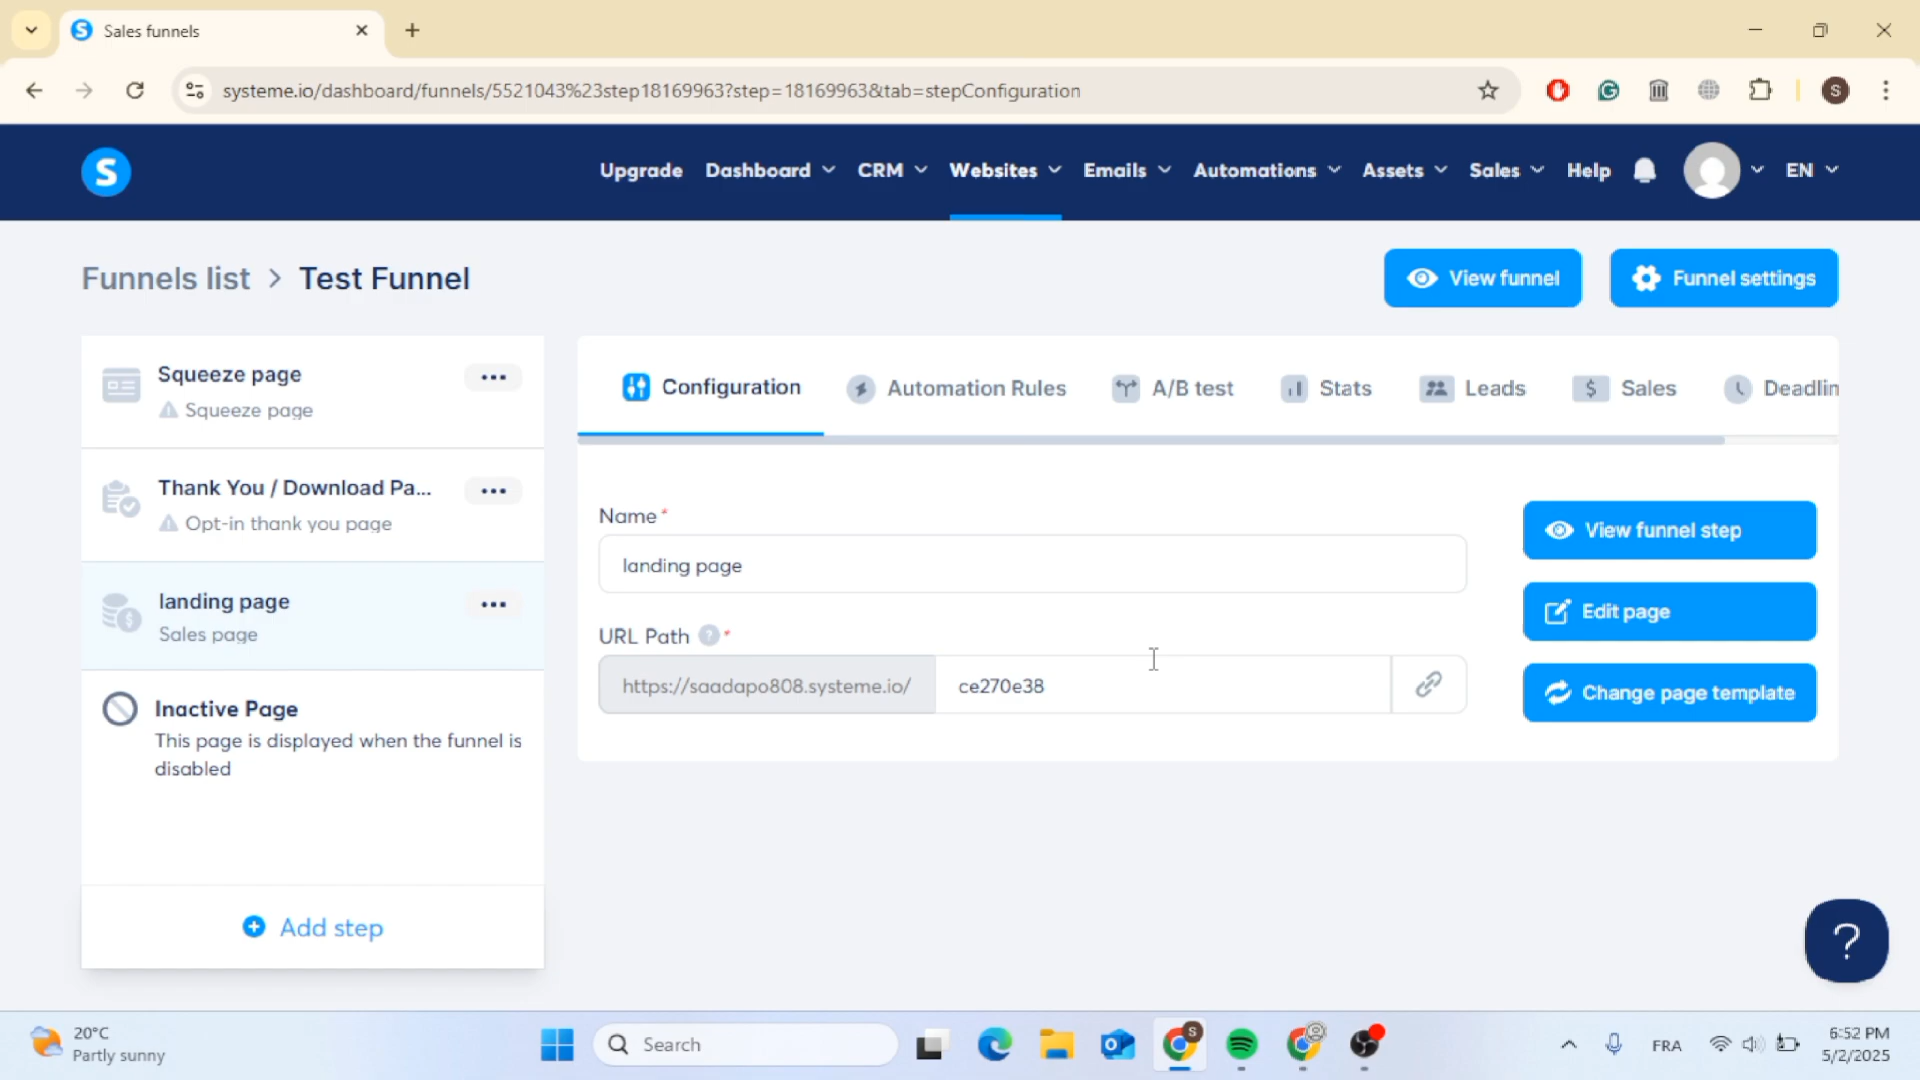 Sales funnels
systeme.io/dashboard/funnels/5521043%23step18169963?step=18169963&tab=stepConfiguration
S
S
Upgrade Dashboard CRM Websites Emails Automations Assets Sales Help EN
Funnels list > Test Funnel
View funnel
Funnel settings
Squeeze page
Squeeze page
Thank You / Download Pa...
Opt-in thank you page
landing page
Sales page
Inactive Page
This page is displayed when the funnel is
disabled
Add step
Configuration
Automation Rules
A/B test
Stats
Leads
Sales
Deadlin
Name*
landing page
URL Path ? *
https://saadapo808.systeme.io/
ce270e38
View funnel step
Edit page
Change page template
?
20°C
Partly sunny
Search
FRA
6:52 PM
5/2/2025